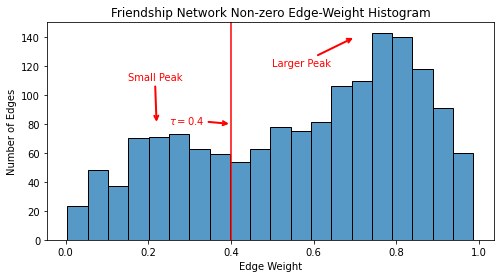 Friendship Network Non-zero Edge-Weight Histogram
140
120
100
80
60
40
20
0
Number of Edges
Small Peak
τ = 0.4
Larger Peak
0.0 0.2 0.4 0.6 0.8 1.0
Edge Weight